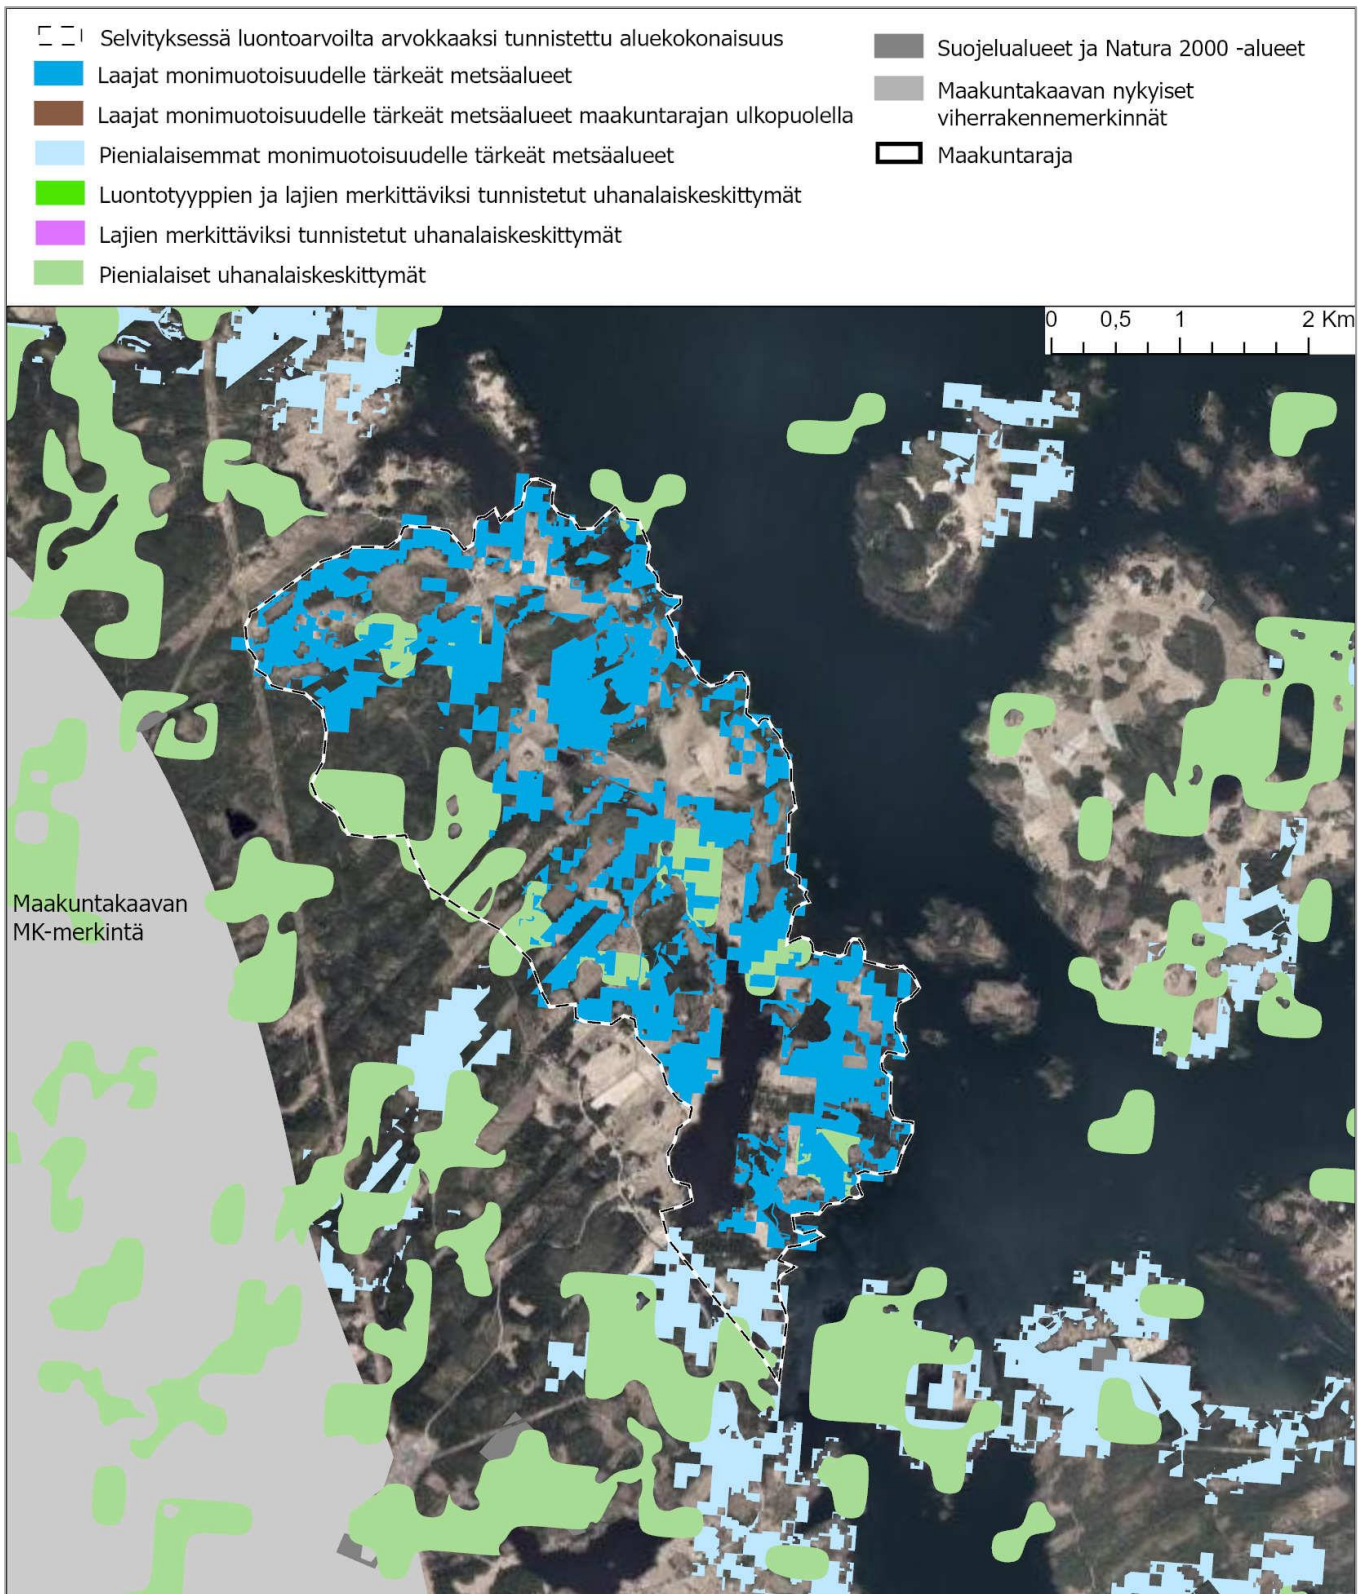 Selvityksessä luontoarvoilta arvokkaaksi tunnistettu aluekokonaisuus
Laajat monimuotoisuudelle tärkeät metsäalueet
Laajat monimuotoisuudelle tärkeät metsäalueet maakuntarajan ulkopuolella
Pienialaisemmat monimuotoisuudelle tärkeät metsäalueet
Luontotyyppien ja lajien merkittäviksi tunnistetut uhanalaiskeskittymät
Lajien merkittäviksi tunnistetut uhanalaiskeskittymät
Pienialaiset uhanalaiskeskittymät
Suojelualueet ja Natura 2000 -alueet
Maakuntakaavan nykyiset
viherrakennemerkinnät
Maakuntaraja
0 0,5 1 2 Km
Maakuntakaavan
MK-merkintä